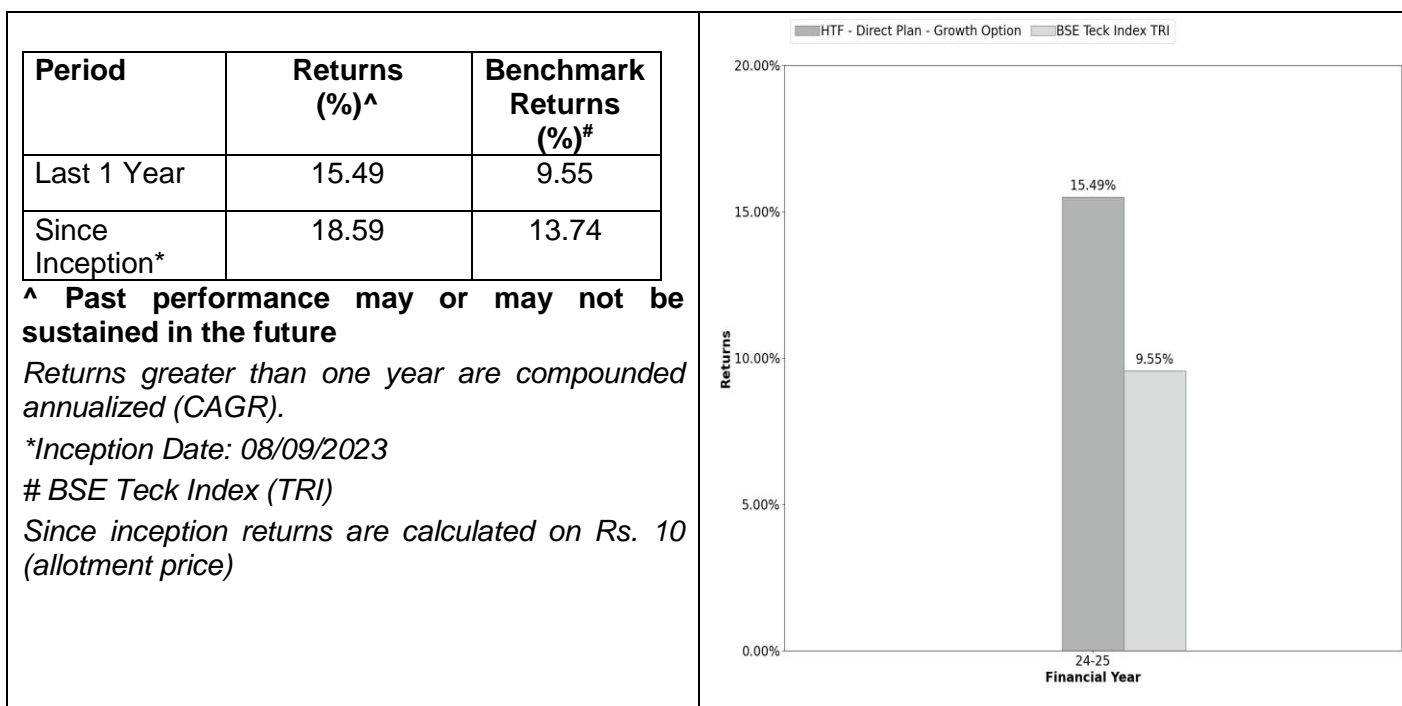 Period Returns (%)^ Benchmark Returns (%)#
Last 1 Year 15.49 9.55
Since Inception* 18.59 13.74
^ Past performance may or may not be
sustained in the future
Returns greater than one year are compounded
annualized (CAGR).
*Inception Date: 08/09/2023
# BSE Teck Index (TRI)
Since inception returns are calculated on Rs. 10
(allotment price)
HTF - Direct Plan - Growth Option BSE Teck Index TRI
20.00%
15.49%
15.00%
Returns
10.00%
9.55%
5.00%
0.00%
24-25
Financial Year